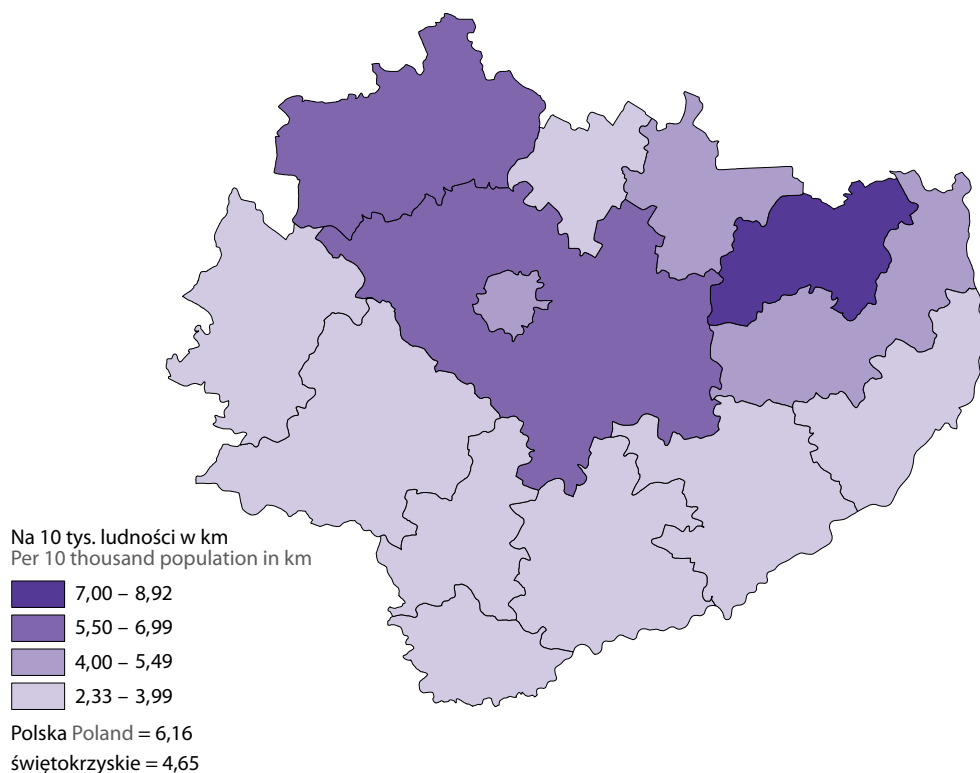 Na 10 tys. ludności w km
Per 10 thousand population in km
7,00 – 8,92
5,50 – 6,99
4,00 – 5,49
2,33 – 3,99
Polska Poland = 6,16
świętokrzyskie = 4,65